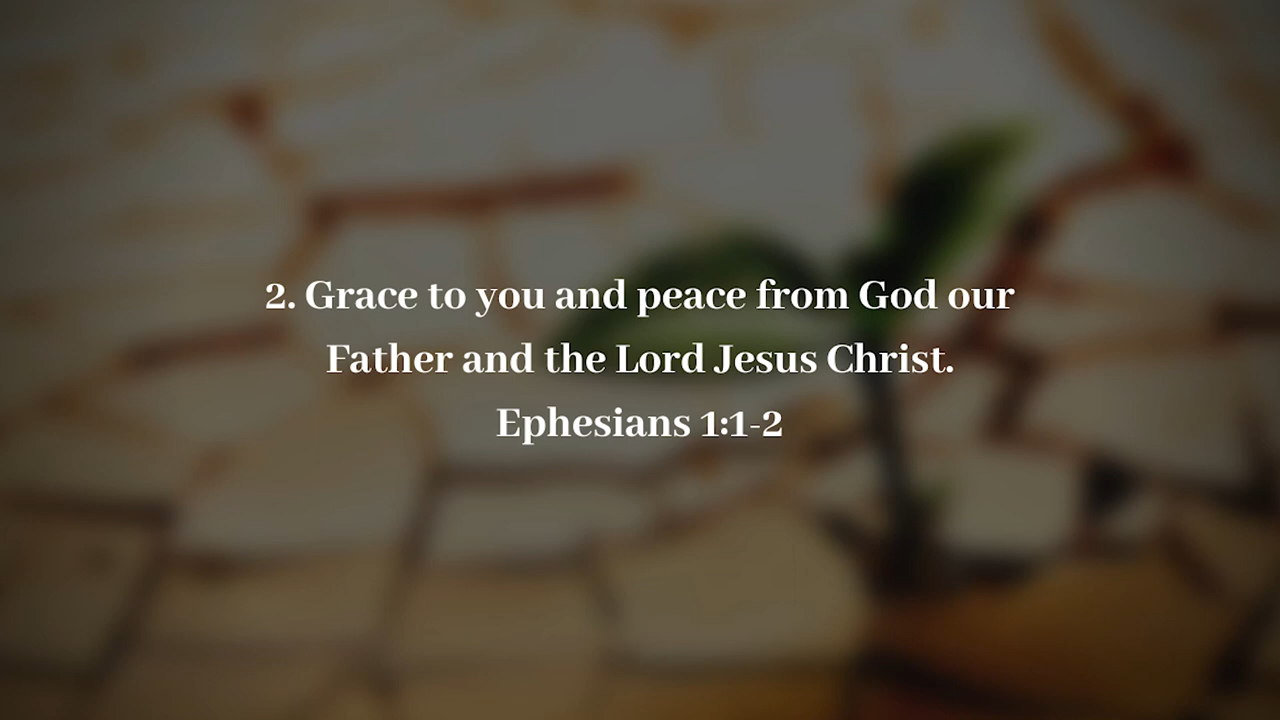 2. Grace to you and peace from God our
Father and the Lord Jesus Christ.
Ephesians 1:1-2